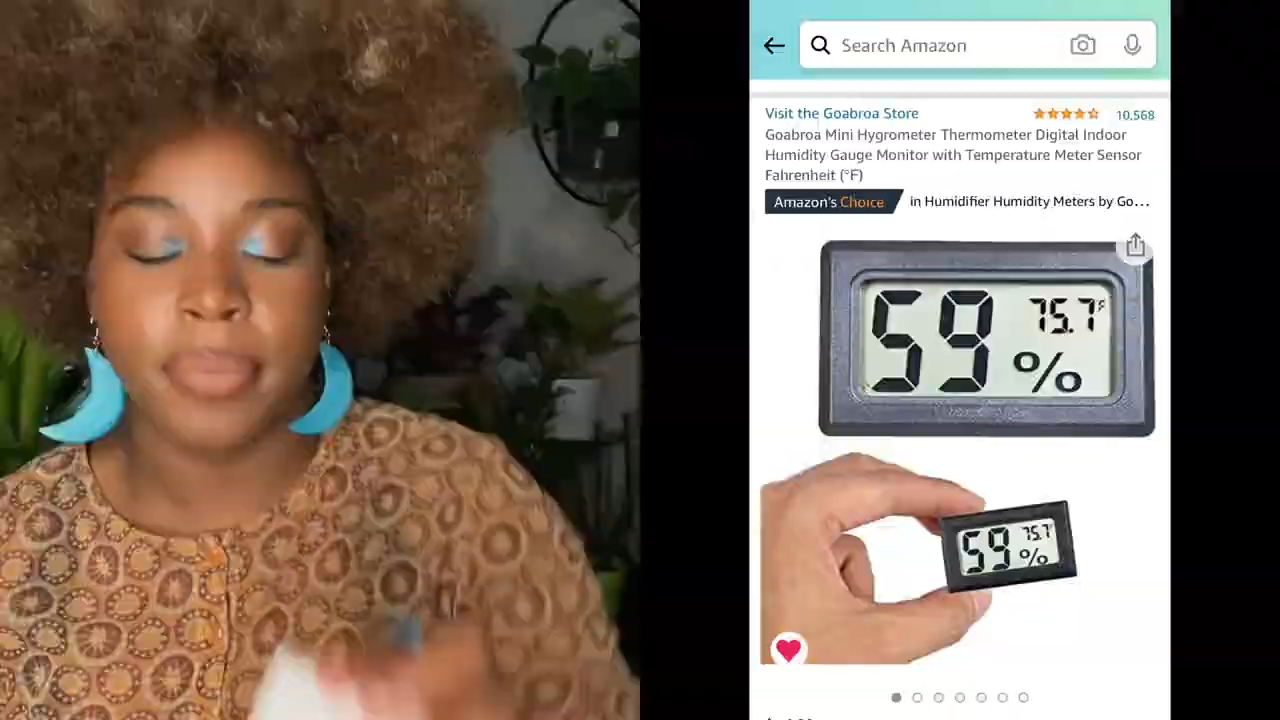 Search Amazon
Visit the Goabroa Store
10,568
Goabroa Mini Hygrometer Thermometer Digital Indoor
Humidity Gauge Monitor with Temperature Meter Sensor
Fahrenheit (°F)
Amazon's Choice
in Humidifier Humidity Meters by Go...
59
75.7°F
%
59
75.7
%